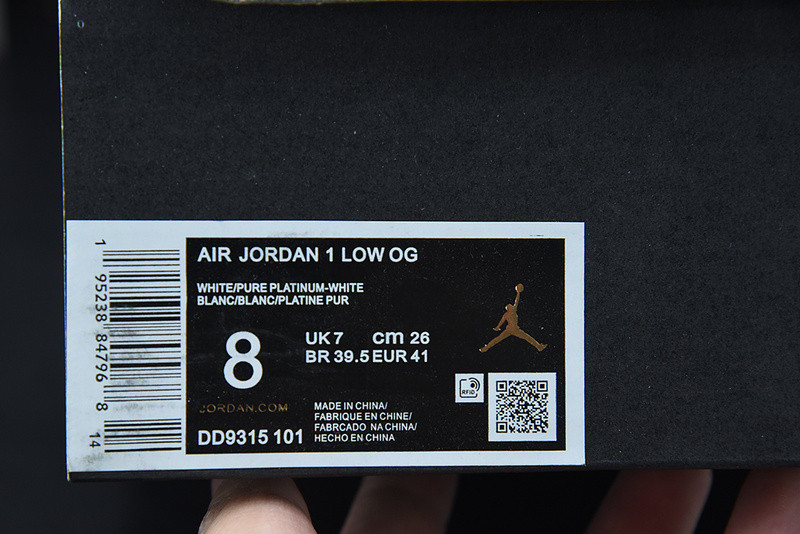 AIR JORDAN 1 LOW OG
WHITE/PURE PLATINUM-WHITE
BLANC/BLANC/PLATINE PUR
8
UK 7 cm 26
BR 39.5 EUR 41
RFID
JORDAN.COM
DD9315 101
MADE IN CHINA/
FABRIQUE EN CHINE/
FABRCADO NA CHINA/
HECHO EN CHINA
1 95238 84796 8 14